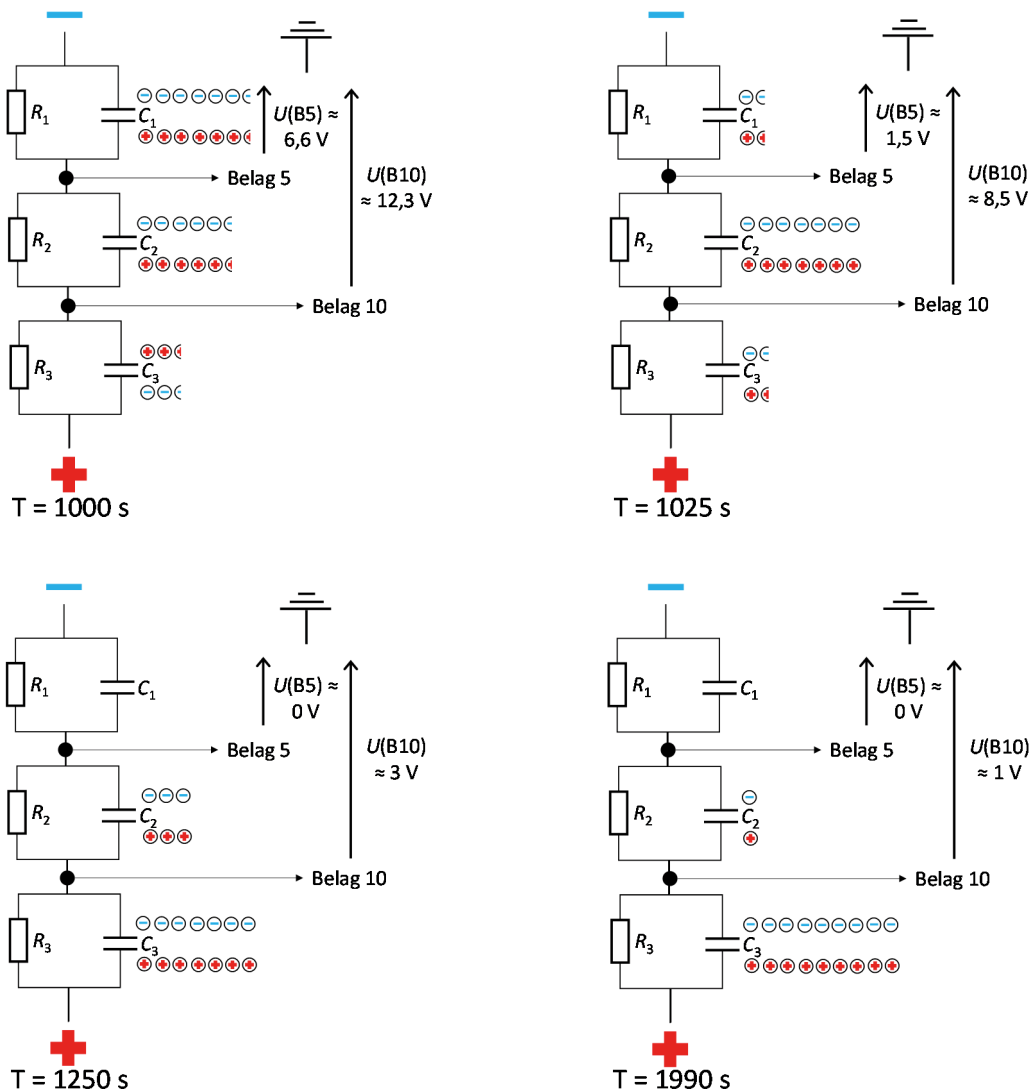 R1
C1
U(B5) ≈
6,6 V
Belag 5
U(B10)
≈ 12,3 V
R2
C2
Belag 10
R3
C3
T = 1000 s
R1
C1
U(B5) ≈
1,5 V
Belag 5
U(B10)
≈ 8,5 V
R2
C2
Belag 10
R3
C3
T = 1025 s
R1
C1
U(B5) ≈
0 V
Belag 5
U(B10)
≈ 3 V
R2
C2
Belag 10
R3
C3
T = 1250 s
R1
C1
U(B5) ≈
0 V
Belag 5
U(B10)
≈ 1 V
R2
C2
Belag 10
R3
C3
T = 1990 s